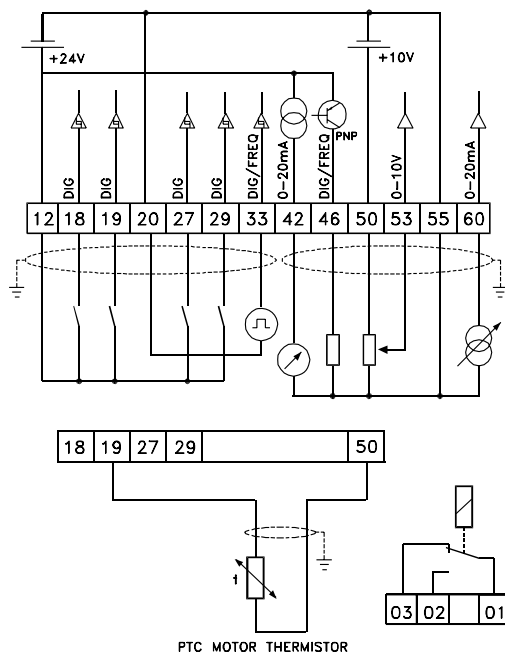 +24V
+10V
PNP
DIG
DIG
DIG
DIG
DIG/FREQ
0-20mA
DIG/FREQ
0-10V
0-20mA
12 18 19 20 27 29 33 42 46 50 53 55 60
18 19 27 29 50
t
03 02 01
PTC MOTOR THERMISTOR